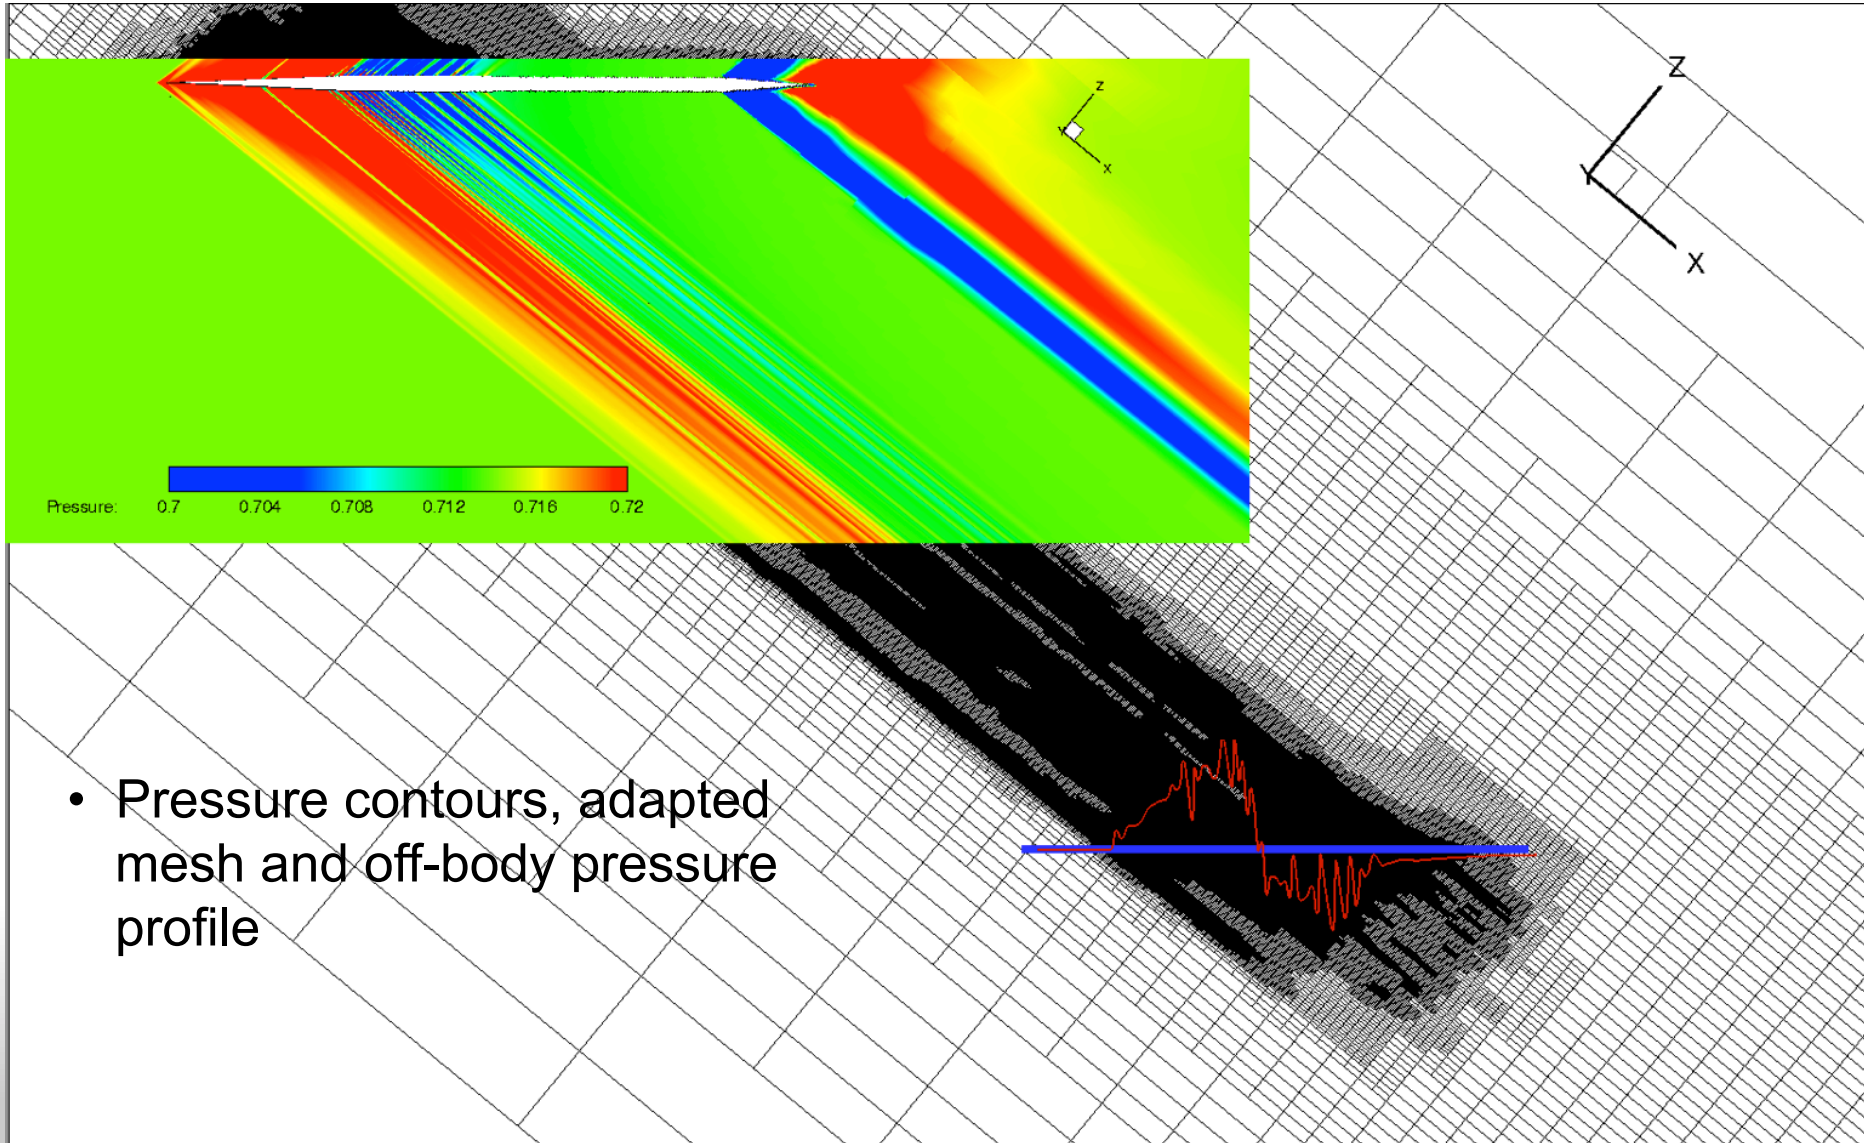 Z
Y
X
Z
Y
X
Pressure: 0.7 0.704 0.708 0.712 0.716 0.72
• Pressure contours, adapted
mesh and off-body pressure
profile